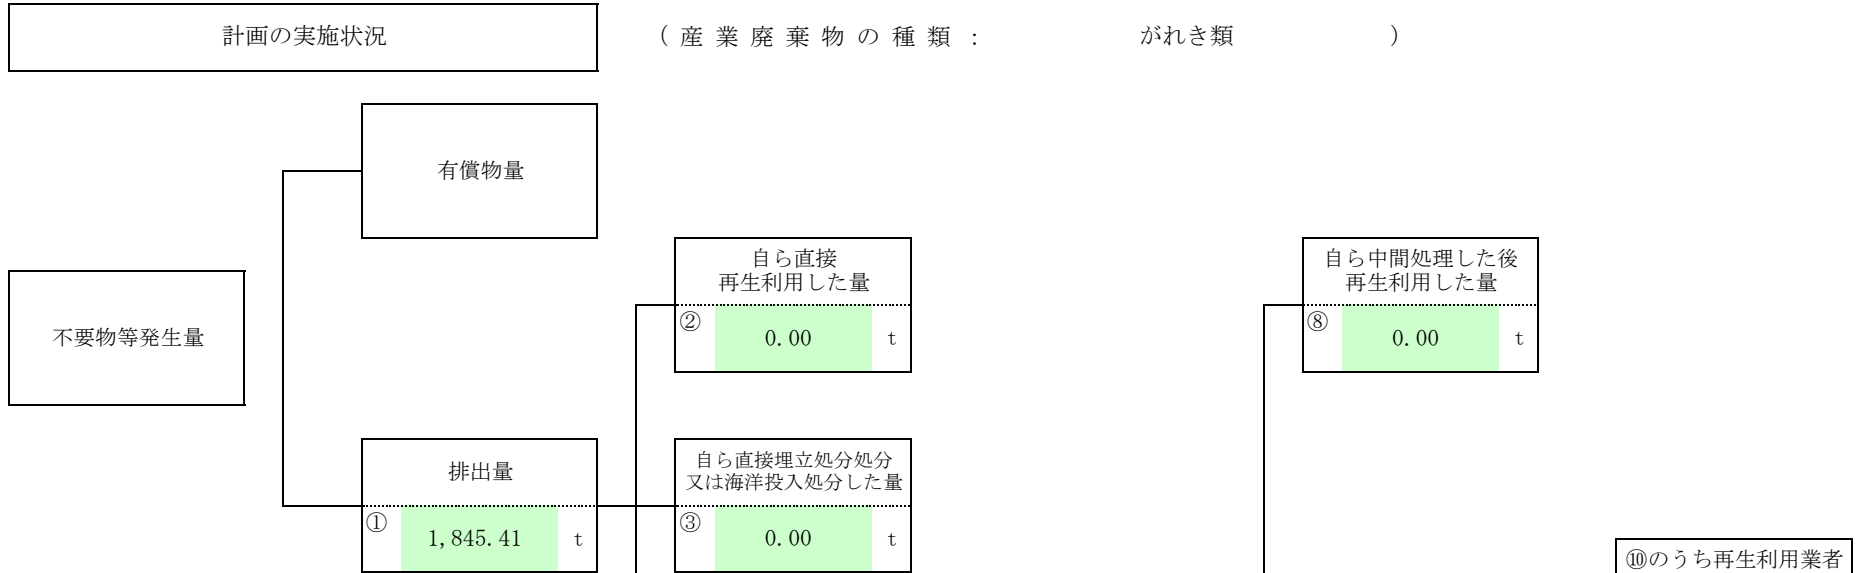 計画の実施状況
（産業廃棄物の種類: がれき類 ）
有償物量
自ら直接
再生利用した量
② 0.00 t
自ら中間処理した後
再生利用した量
⑧ 0.00 t
不要物等発生量
排出量
① 1,845.41 t
自ら直接埋立処分処分
又は海洋投入処分した量
③ 0.00 t
⑩のうち再生利用業者